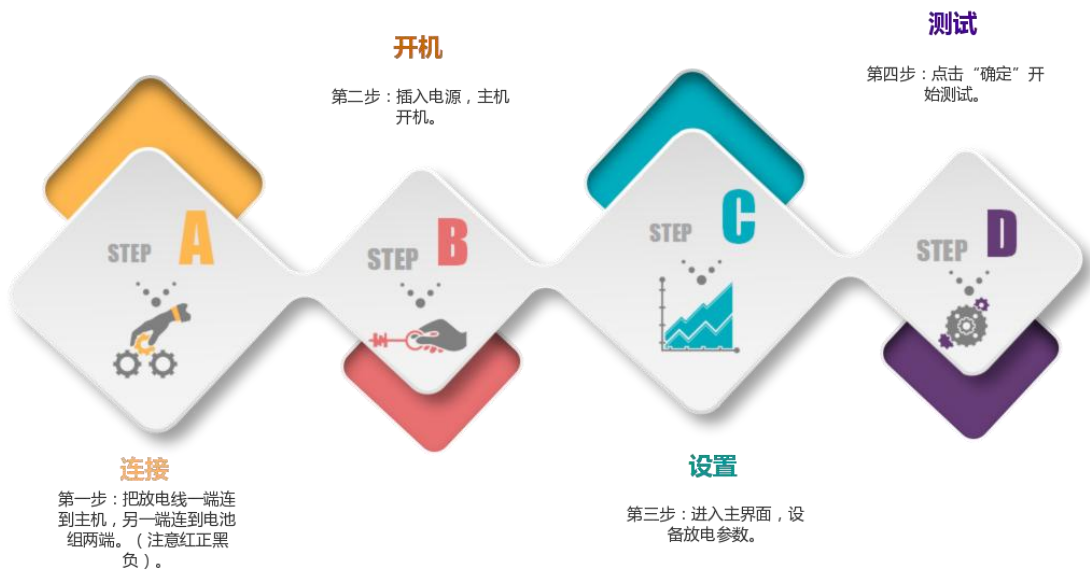 连接
STEP A
第一步：把放电线一端连
到主机，另一端连到电池
组两端。（注意红正黑
负）。
开机
第二步：插入电源，主机
开机。
STEP B
STEP C
设置
第三步：进入主界面，设
备放电参数。
测试
第四步：点击“确定”开
始测试。
STEP D